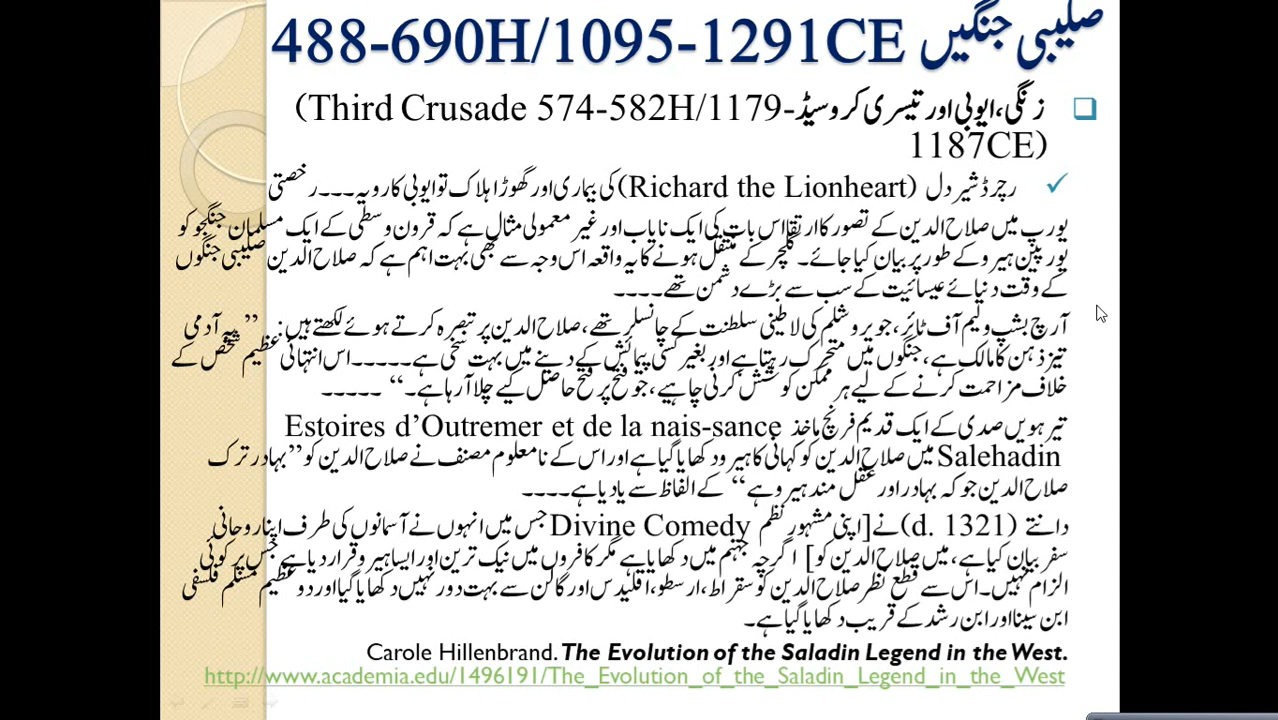 صلیبی جنگیں 488-690H/1095-1291CE
زنگی، ایوبی اور تیسری کروسیڈ (Third Crusade 574-582H/1179-
1187CE)
رچرڈ شیر دل (Richard the Lionheart) کی بیماری اور گھوڑا ہلاک تو ایوبی کا رویہ۔۔۔ رخصتی
یورپ میں صلاح الدین کے تصور کا ارتقا اس بات کی ایک نایاب اور غیر معمولی مثال ہے کہ قرون وسطی کے ایک مسلمان جنگجو کو
یورپین ہیرو کے طور پر بیان کیا جائے۔ کلچر کے منتقل ہونے کا یہ واقعہ اس وجہ سے بھی بہت اہم ہے کہ صلاح الدین صلیبی جنگوں
کے وقت دنیائے عیسائیت کے سب سے بڑے دشمن تھے۔۔۔۔
آرچ بشپ ولیم آف ٹائر، جو یروشلم کی لاطینی سلطنت کے چانسلر تھے، صلاح الدین پر تبصرہ کرتے ہوئے لکھتے ہیں: ”یہ آدمی
تیز ذہن کا مالک ہے، جنگوں میں متحرک رہتا ہے اور بغیر کسی پیمائش کے دینے میں بہت سخی ہے۔۔۔۔۔ اس انتہائی عظیم شخص کے
خلاف مزاحمت کرنے کے لیے ہر ممکن کوشش کرنی چاہیے، جو فتح پر فتح حاصل کیے چلا آ رہا ہے۔“ ۔۔۔۔۔
تیرہویں صدی کے ایک قدیم فرنچ ماخذ Estoires d’Outremer et de la nais-sance
Salehadin میں صلاح الدین کو کہانی کا ہیرو دکھایا گیا ہے اور اس کے نامعلوم مصنف نے صلاح الدین کو ”بہادر ترک
صلاح الدین جو کہ بہادر اور عقل مند ہیرو ہے“ کے الفاظ سے یاد دیا ہے۔۔۔۔
دانتے (d. 1321) نے [اپنی مشہور نظم Divine Comedy جس میں انہوں نے آسمانوں کی طرف اپنا روحانی
سفر بیان کیا ہے، میں صلاح الدین کو] اگرچہ جہنم میں دکھایا ہے مگر کافروں میں نیک ترین اور ایسا ہیرو قرار دیا ہے جس پر کوئی
الزام نہیں۔ اس سے قطع نظر صلاح الدین کو سقراط، ارسطو، اقلیدس اور گالن سے بہت دور نہیں دکھایا گیا اور دو عظیم مسلم فلسفی
ابن سینا اور ابن رشد کے قریب دکھایا گیا ہے۔
Carole Hillenbrand. The Evolution of the Saladin Legend in the West.
http://www.academia.edu/1496191/The_Evolution_of_the_Saladin_Legend_in_the_West